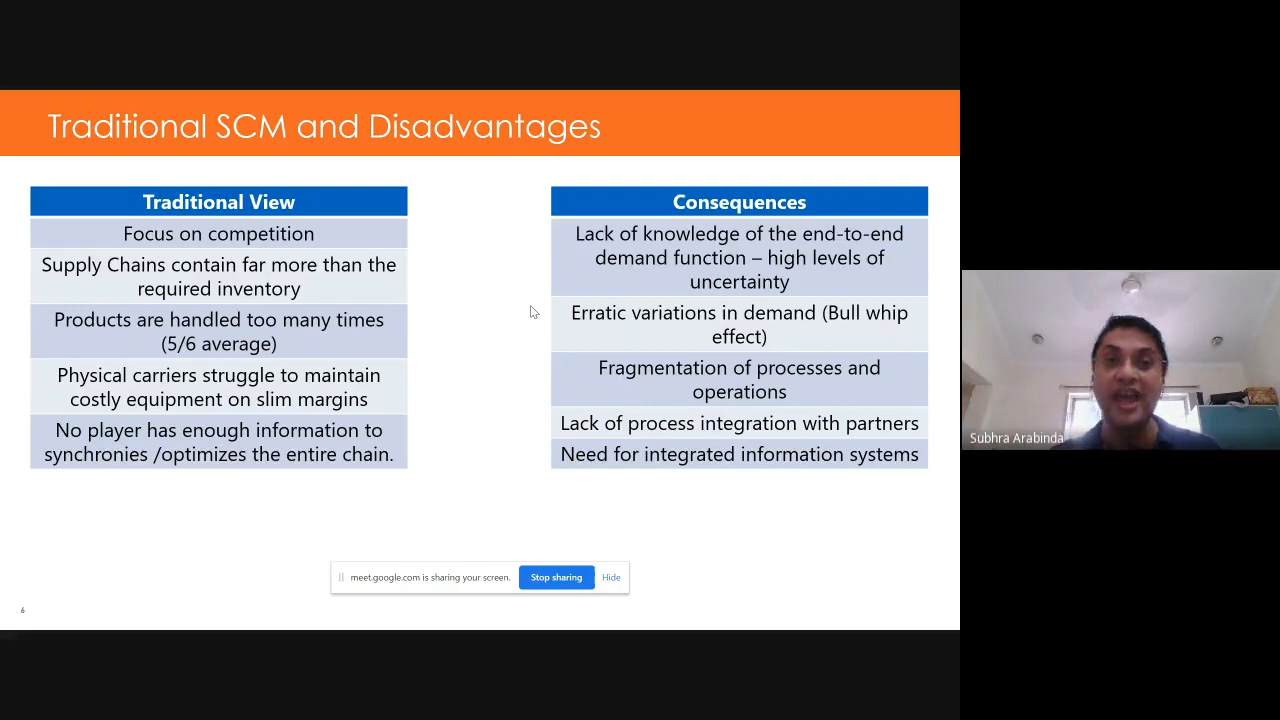 Traditional SCM and Disadvantages
Traditional View
Focus on competition
Supply Chains contain far more than the
required inventory
Products are handled too many times
(5/6 average)
Physical carriers struggle to maintain
costly equipment on slim margins
No player has enough information to
synchronies /optimizes the entire chain.
Consequences
Lack of knowledge of the end-to-end
demand function – high levels of
uncertainty
Erratic variations in demand (Bull whip
effect)
Fragmentation of processes and
operations
Lack of process integration with partners
Need for integrated information systems
meet.google.com is sharing your screen.
Stop sharing
Hide
6
Subhra Arabinda